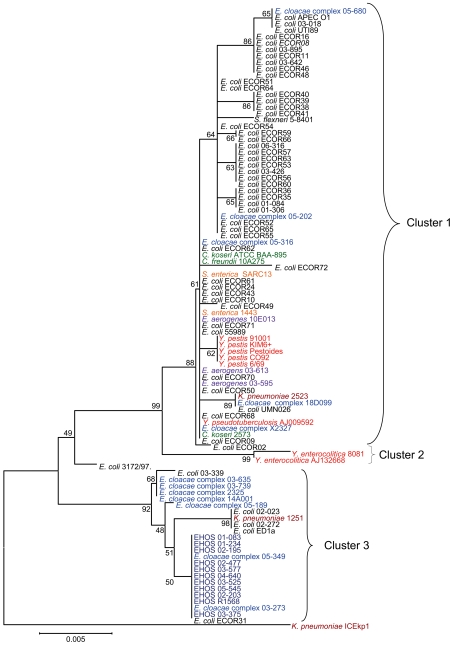 E. cloacae complex 05-680
65
E. coli APEC O1
E. coli 03-018
E. coli UTI89
E. coli ECOR16
86
E. coli ECOR08
E. coli 03-895
E. coli ECOR11
E. coli 03-642
E. coli ECOR46
E. coli ECOR48
E. coli ECOR51
E. coli ECOR64
E. coli ECOR40
E. coli ECOR39
86
E. coli ECOR38
E. coli ECOR41
S. flexneri 5-8401
E. coli ECOR54
64
E. coli ECOR59
66
E. coli ECOR66
E. coli 06-316
E. coli ECOR57
E. coli ECOR63
63
E. coli ECOR53
E. coli 03-426
E. coli ECOR56
E. coli ECOR60
E. coli ECOR36
E. coli ECOR35
65
E. coli 01-084
E. coli 01-306
E. cloacae complex 05-202
E. coli ECOR52
Cluster 1
E. coli ECOR65
E. coli ECOR55
E. cloacae complex 05-316
E. coli ECOR62
C. koseri ATCC BAA-895
C. freundii 10A275
E. coli ECOR72
S. enterica SARC13
61
E. coli ECOR61
E. coli ECOR24
E. coli ECOR43
E. coli ECOR10
E. coli ECOR49
S. enterica 1443
E. aerogenes 10E013
E. coli ECOR71
E. coli 55989
Y. pestis 91001
Y. pestis KIM6+
62
Y. pestis Pestoides
Y. pestis CO92
88
Y. pestis 6/69
E. aerogens 03-613
E. coli ECOR70
E. aerogenes 03-595
E. coli ECOR50
K. pneumoniae 2523
89
E.cloacae complex 18D099
99
E. coli UMN026
E. coli ECOR68
Y. pseudotuberculosis AJ009592
E. cloacae complex X2327
C. koseri 2573
49
E. coli ECOR09
E. coli ECOR02
Y. enterocolitica 8081
Cluster 2
99
Y. enterocolitica AJ132668
E. coli 3172/97.
E. coli 03-339
68
E. cloacae complex 03-635
E. cloacae complex 03-739
E. cloacae complex 2325
E. cloacae complex 14A001
92
E. cloacae complex 05-189
E. coli 02-023
K. pneumoniae 1251
98
E. coli 02-272
48
E. coli ED1a
EHOS 01-083
EHOS 01-234
Cluster 3
EHOS 02-195
51
E. cloacae complex 05-349
EHOS 02-477
EHOS 03-577
EHOS 04-640
50
EHOS 03-525
EHOS 05-545
EHOS 02-203
EHOS R1568
E. cloacae complex 03-273
EHOS 03-375
E. coli ECOR31
K. pneumoniae ICEkp1
0.005